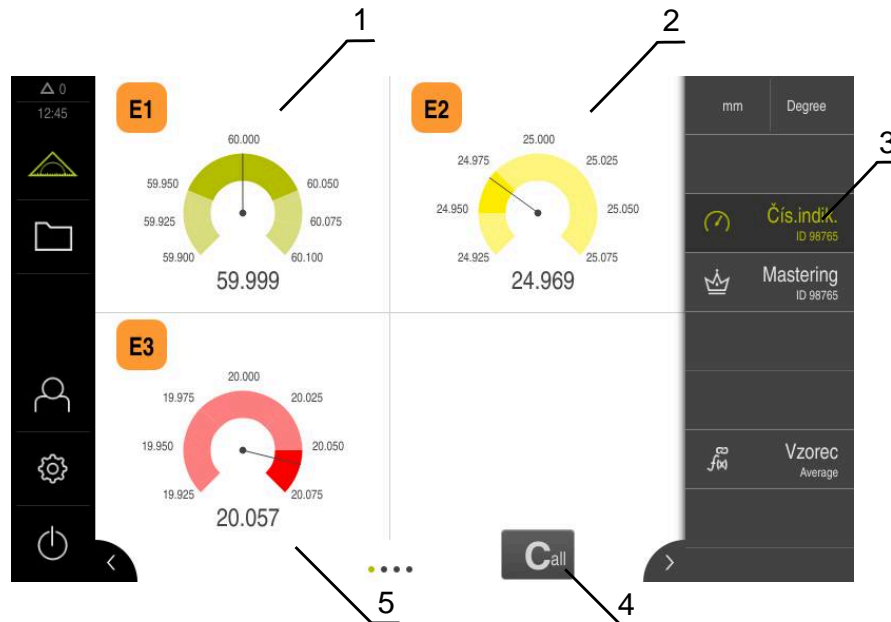 1
2
△ 0
12:45
E1
60.000
59.950
60.050
59.925
60.075
59.900
60.100
59.999
E2
25.000
24.975
25.025
24.950
25.050
24.925
25.075
24.969
mm Degree
3
Čís.indik.
ID 98765
Mastering
ID 98765
E3
20.000
19.975
20.025
19.950
20.050
19.925
20.075
20.057
f(x)
Vzorec
Average
Call
5
4